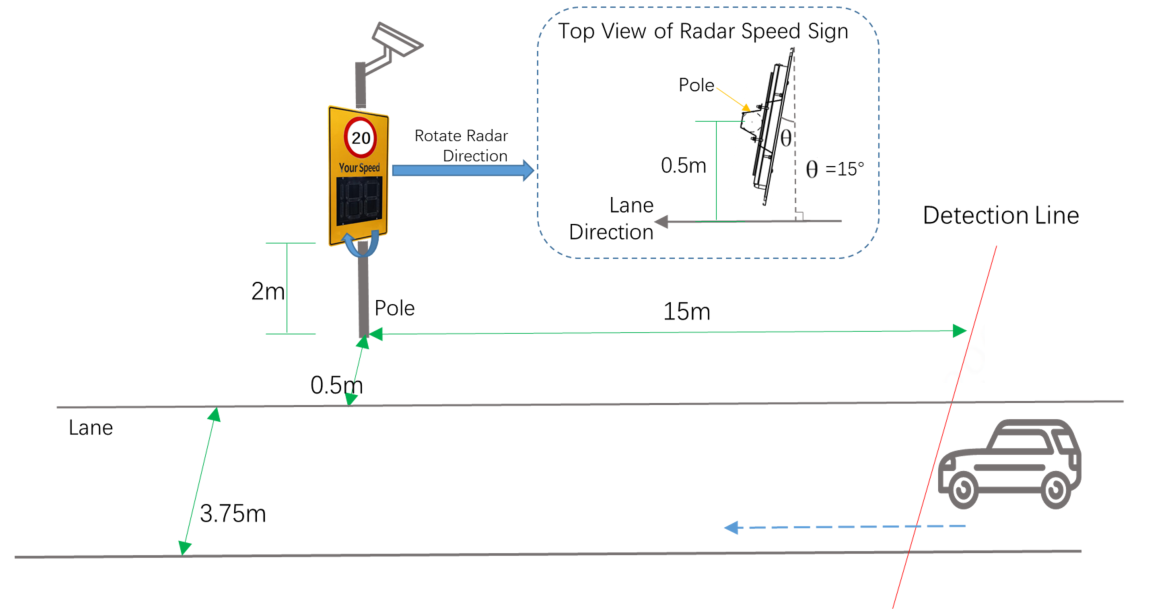 Top View of Radar Speed Sign
Pole
θ
0.5m
θ =15°
Lane
Direction
20
Your Speed
88
Rotate Radar
Direction
Detection Line
2m
Pole
15m
0.5m
Lane
3.75m